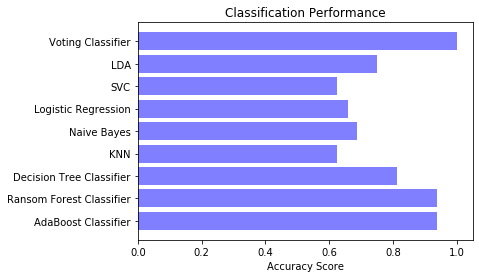 Classification Performance
Voting Classifier
LDA
SVC
Logistic Regression
Naive Bayes
KNN
Decision Tree Classifier
Ransom Forest Classifier
AdaBoost Classifier
0.0 0.2 0.4 0.6 0.8 1.0
Accuracy Score